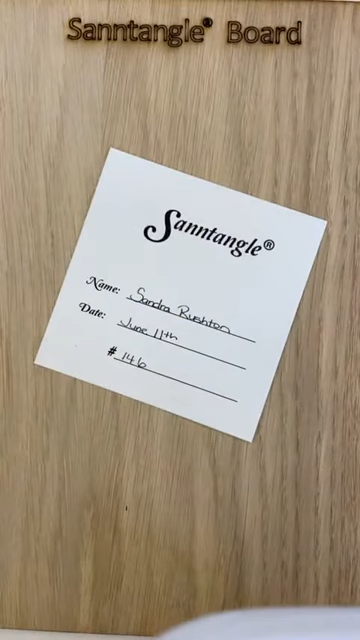 Sanntangle® Board
Sanntangle®
Name: Sandra Rushton
Date: June 11th
# 146